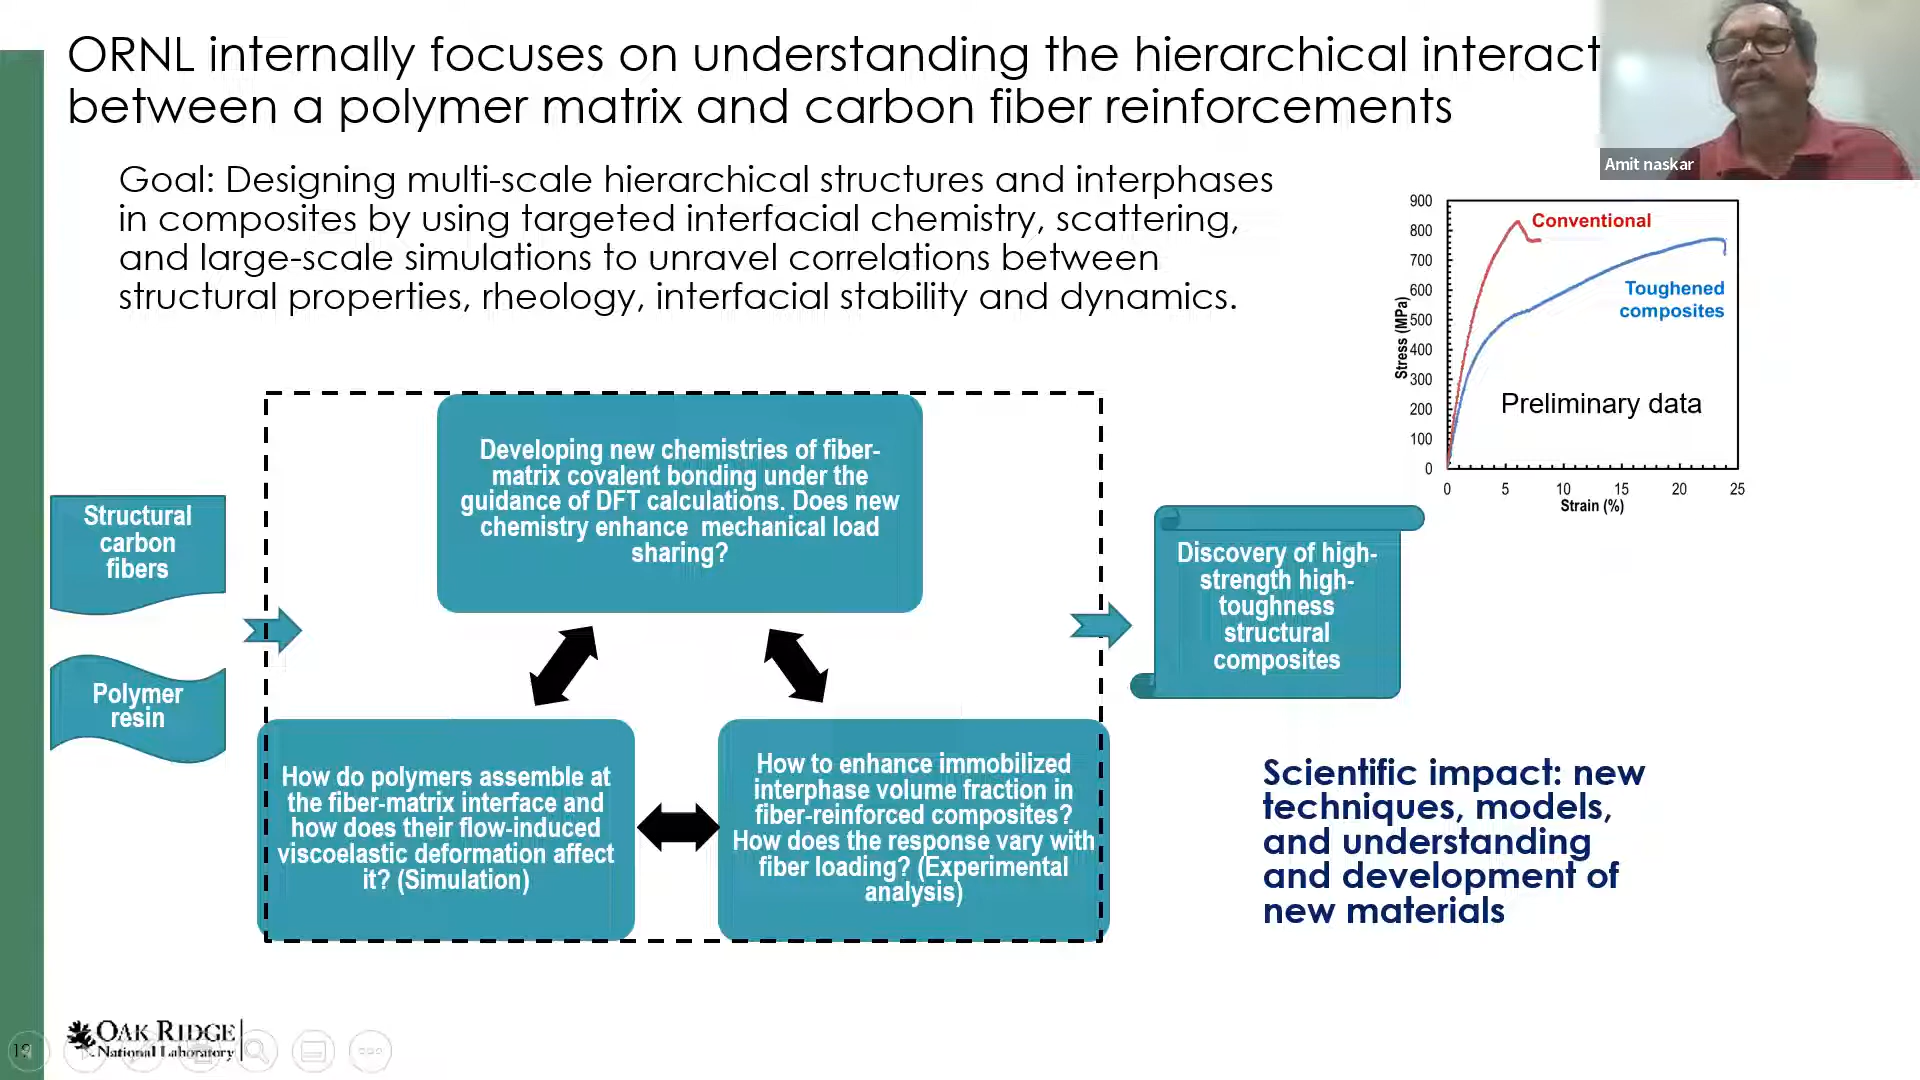 ORNL internally focuses on understanding the hierarchical interact
between a polymer matrix and carbon fiber reinforcements
Amit naskar
Goal: Designing multi-scale hierarchical structures and interphases
in composites by using targeted interfacial chemistry, scattering,
and large-scale simulations to unravel correlations between
structural properties, rheology, interfacial stability and dynamics.
900
800
700
600
500
400
300
200
100
0
Stress (MPa)
Conventional
Toughened
composites
Preliminary data
0 5 10 15 20 25
Strain (%)
Structural
carbon
fibers
Polymer
resin
Developing new chemistries of fiber-
matrix covalent bonding under the
guidance of DFT calculations. Does new
chemistry enhance mechanical load
sharing?
How do polymers assemble at
the fiber-matrix interface and
how does their flow-induced
viscoelastic deformation affect
it? (Simulation)
How to enhance immobilized
interphase volume fraction in
fiber-reinforced composites?
How does the response vary with
fiber loading? (Experimental
analysis)
Discovery of high-
strength high-
toughness
structural
composites
Scientific impact: new
techniques, models,
and understanding
and development of
new materials
19
OAK RIDGE
National Laboratory